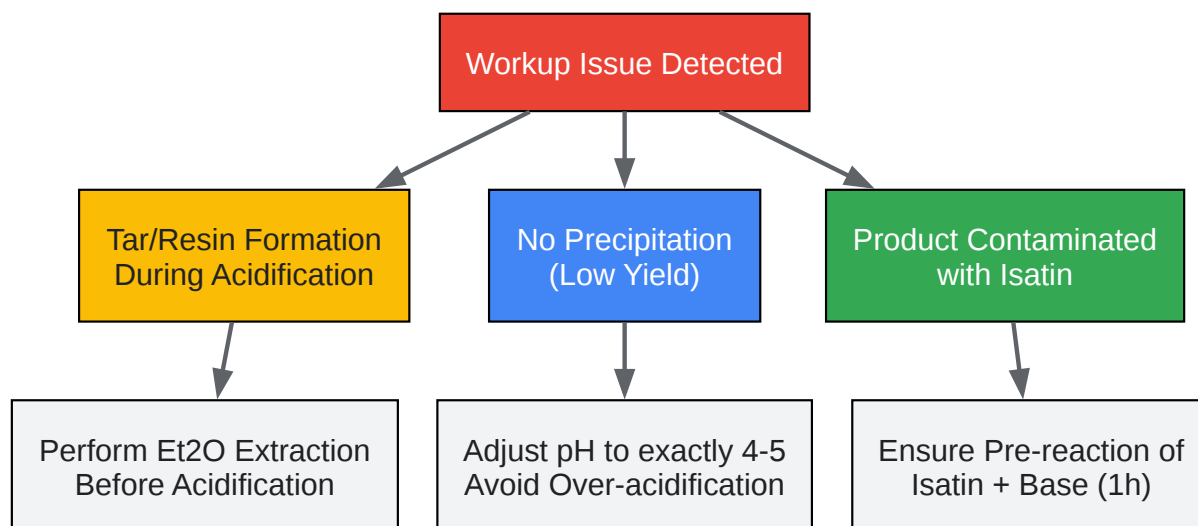 Workup Issue Detected
Tar/Resin Formation
During Acidification
No Precipitation
(Low Yield)
Product Contaminated
with Isatin
Perform Et2O Extraction
Before Acidification
Adjust pH to exactly 4-5
Avoid Over-acidification
Ensure Pre-reaction of
Isatin + Base (1h)